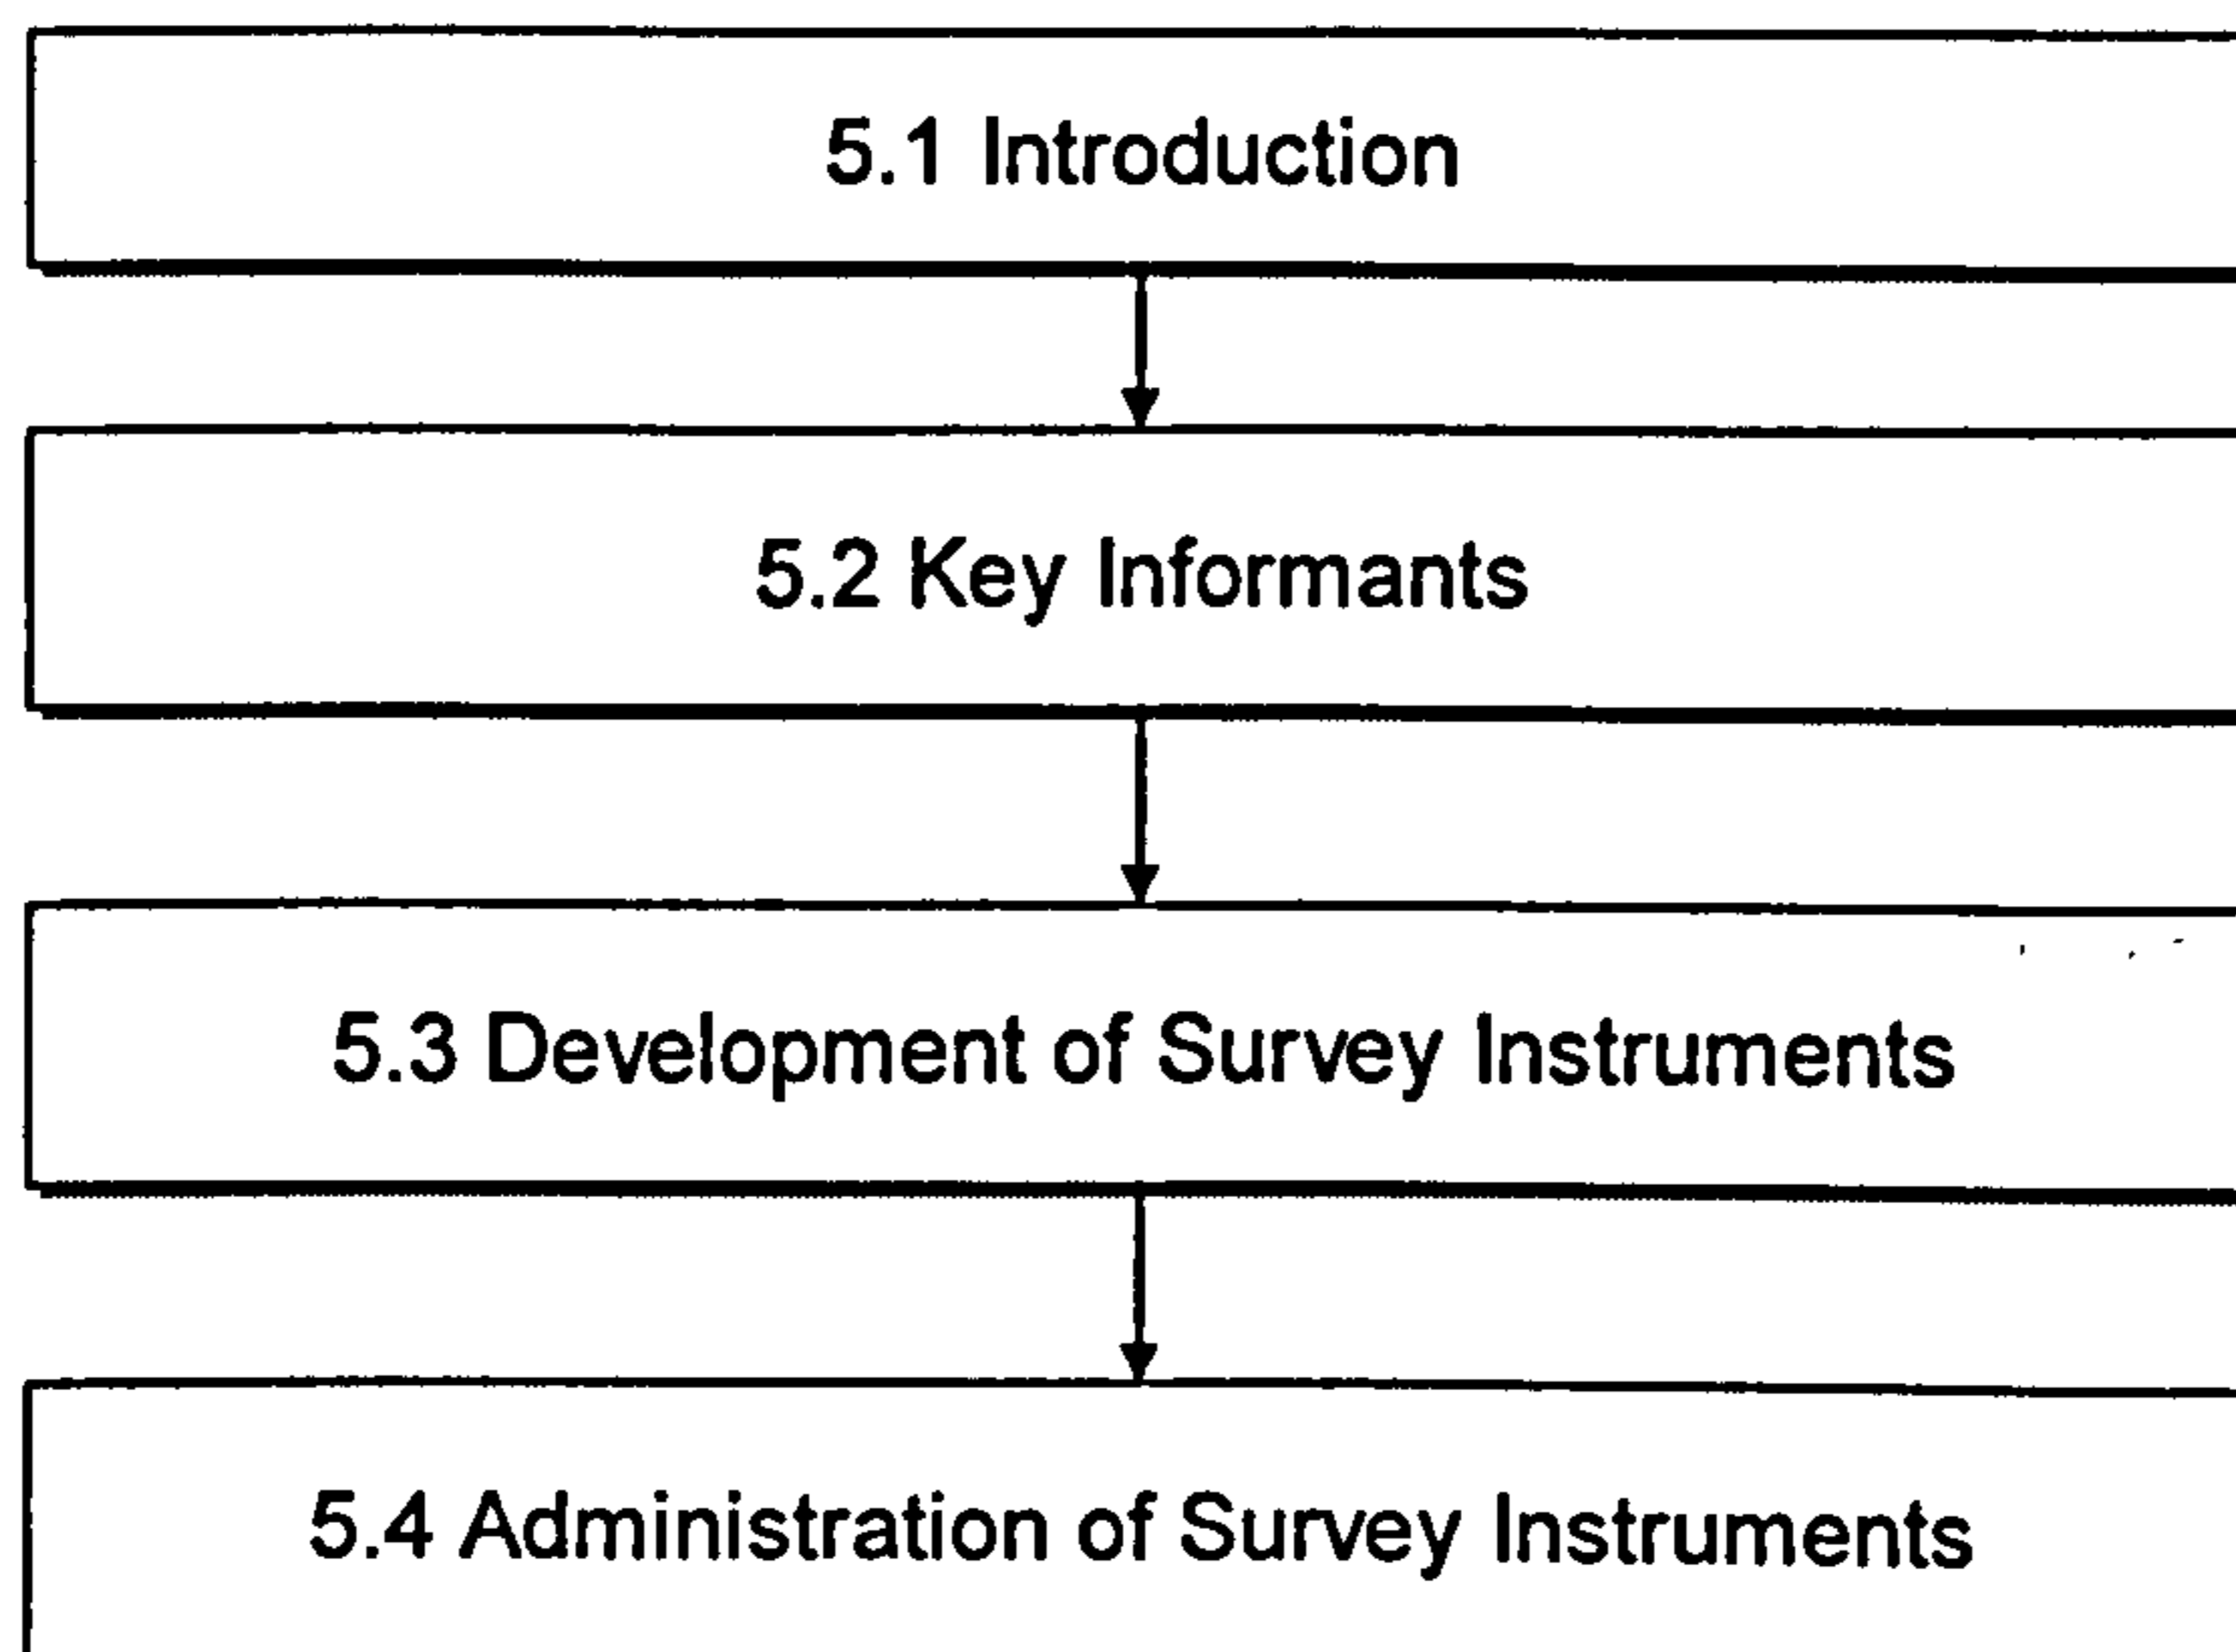 5.1 Introduction
5.2 Key Informants
5.3 Development of Survey Instruments
5.4 Administration of Survey Instruments